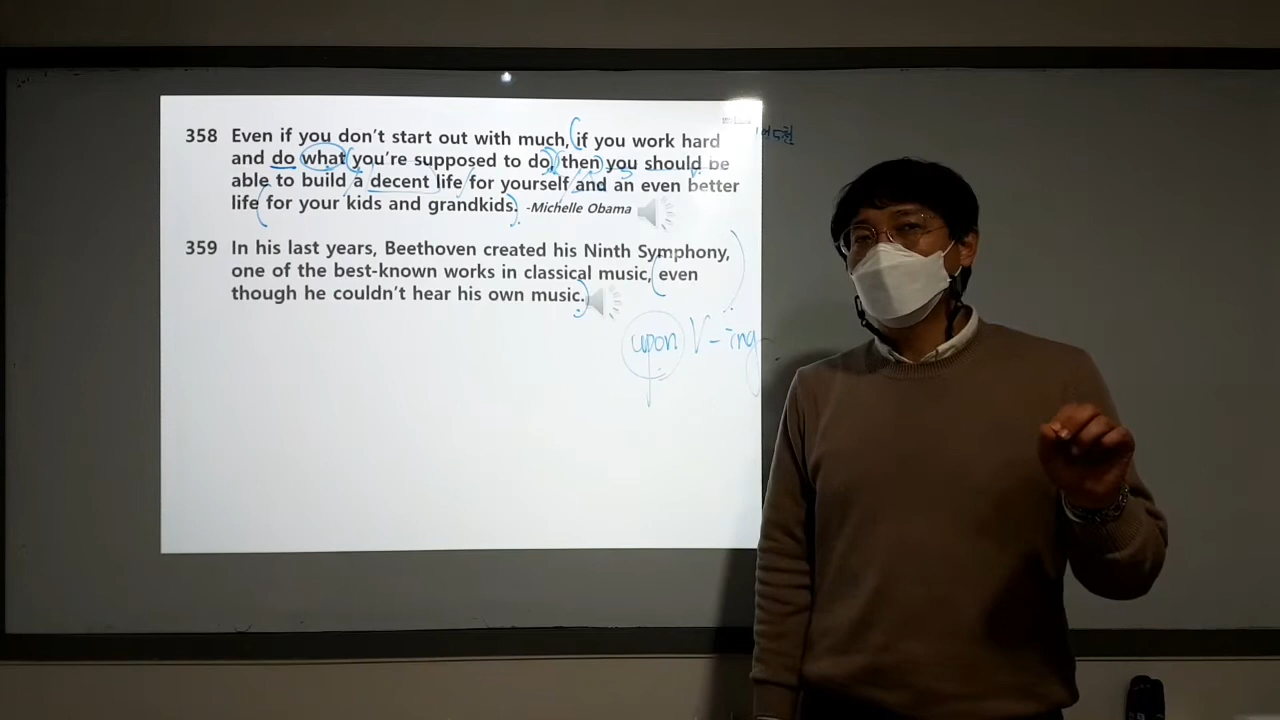 358 Even if you don't start out with much, if you work hard
and do what you're supposed to do, then you should be
able to build a decent life for yourself and an even better
life for your kids and grandkids. -Michelle Obama
359 In his last years, Beethoven created his Ninth Symphony,
one of the best-known works in classical music, even
though he couldn't hear his own music.
upon V-ing